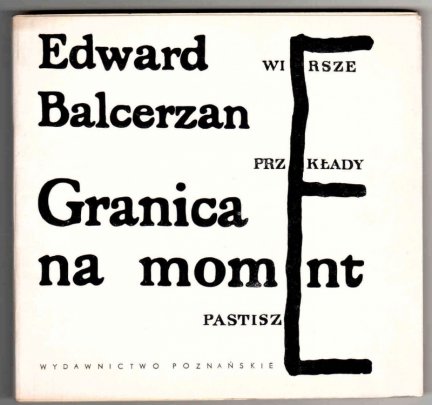 Edward
Balcerzan
WIERSZE
PRZEKŁADY
Granica
na momEnt
PASTISZE
WYDAWNICTWO POZNAŃSKIE